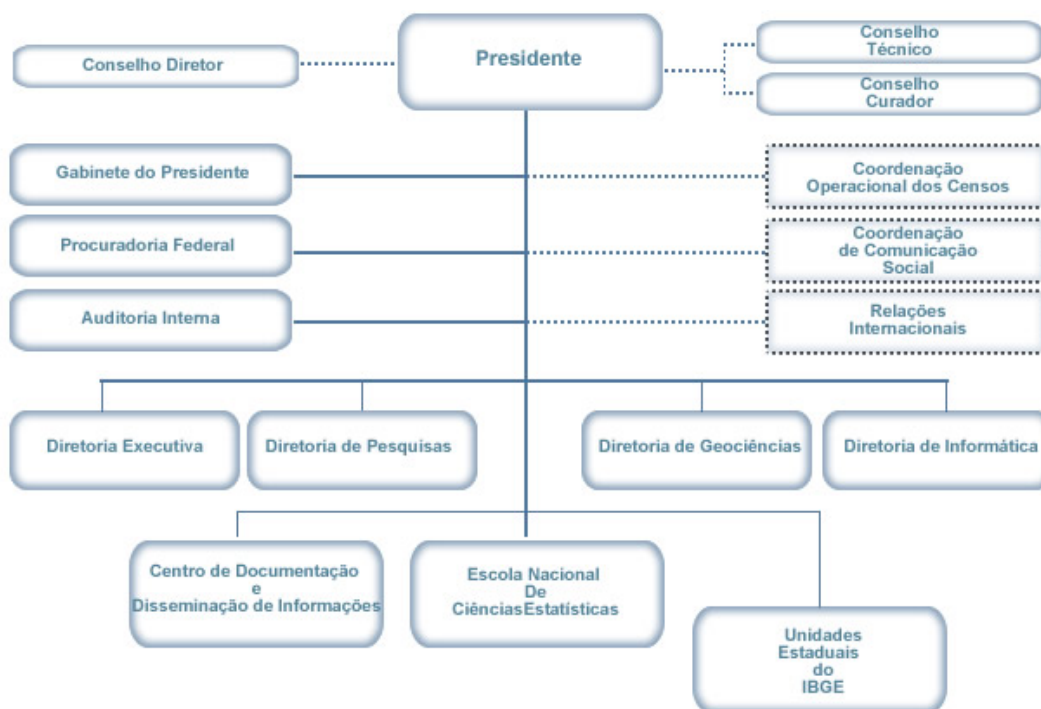 Presidente
Conselho Diretor
Conselho
Técnico
Conselho
Curador
Gabinete do Presidente
Coordenação
Operacional dos Censos
Procuradoria Federal
Coordenação
de Comunicação
Social
Auditoria Interna
Relações
Internacionais
Diretoria Executiva
Diretoria de Pesquisas
Diretoria de Geociências
Diretoria de Informática
Centro de Documentação
e
Disseminação de Informações
Escola Nacional
De
CiênciasEstatísticas
Unidades
Estaduais
do
IBGE